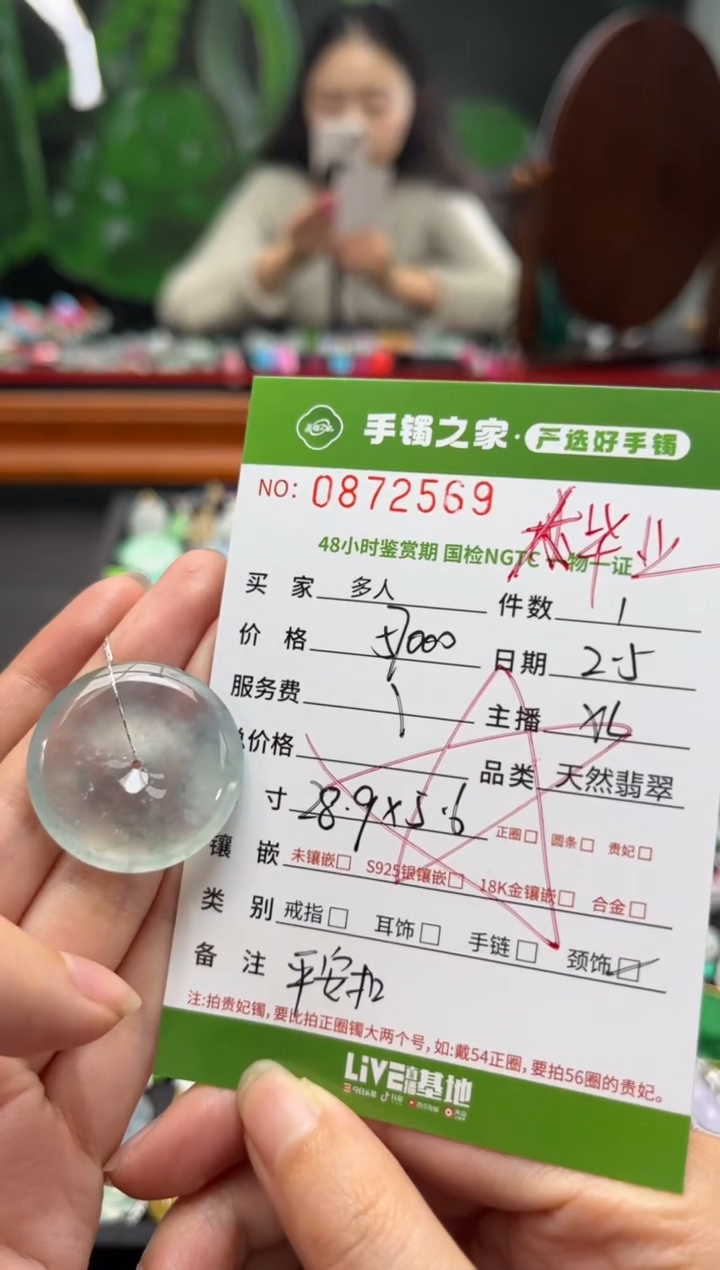 手镯之家·严选好手镯
NO: 0872569
48小时鉴赏期 国检NGTC 一物一证
买 家 多人 件数 1
价 格 日期 2.5
服务费 主播 XL
总价格 品类 天然翡翠
寸 28.9×5.6 正圈□ 圆条□ 贵妃□
镶 嵌 未镶嵌□ S925银镶嵌□ 18K金镶嵌□ 合金□
类 别 戒指□ 耳饰□ 手链□ 颈饰☑
备 注 平安扣
注:拍贵妃镯,要比拍正圈镯大两个号,如:戴54正圈,要拍56圈的贵妃。
LiVE直播基地